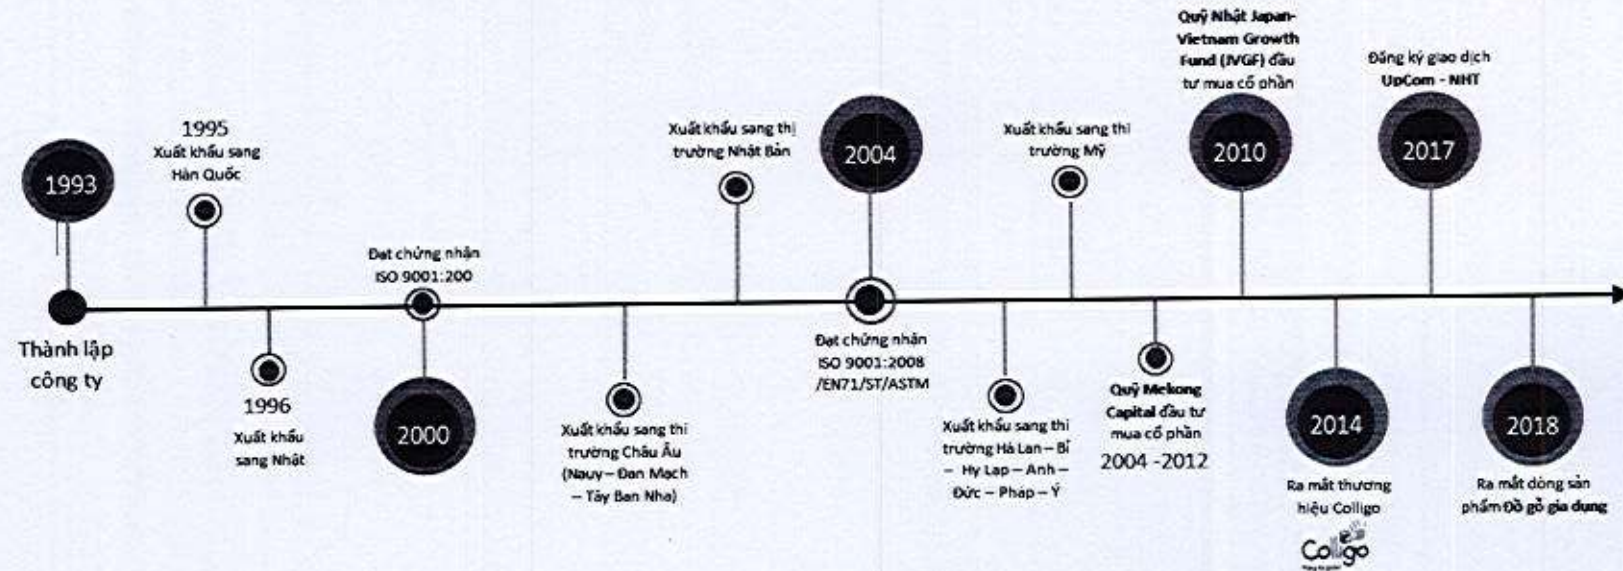 1993
Thành lập
công ty
1995
Xuất khẩu sang
Hàn Quốc
1996
Xuất khẩu
sang Nhật
Đạt chứng nhận
ISO 9001:200
2000
Xuất khẩu sang thi
trường Châu Âu
(Nauy – Đan Mạch
– Tây Ban Nha)
Xuất khẩu sang thị
trường Nhật Bản
2004
Đạt chứng nhận
ISO 9001:2008
/EN71/ST/ASTM
Xuất khẩu sang thi
trường Hà Lan – Bỉ
– Hy Lạp – Anh –
Đức – Pháp – Ý
Xuất khẩu sang thi
trường Mỹ
Quỹ Mekong
Capital đầu tư
mua cổ phần
2004 -2012
Quỹ Nhật Japan-
Vietnam Growth
Fund (JVGF) đầu
tư mua cổ phần
2010
2014
Ra mắt thương
hiệu Colligo
Colligo
Đăng ký giao dịch
UpCom - NHT
2017
2018
Ra mắt dòng sản
phẩm Đồ gỗ gia dụng